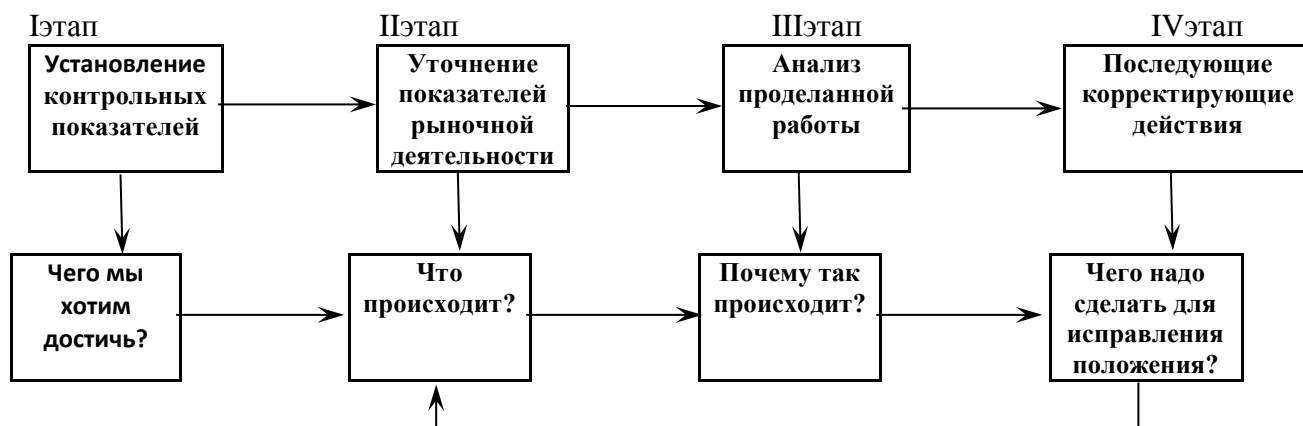 Iэтап
IIэтап
IIIэтап
IVэтап
Установление
контрольных
показателей
Уточнение
показателей
рыночной
деятельности
Анализ
проделанной
работы
Последующие
корректирующие
действия
Чего мы
хотим
достичь?
Что
происходит?
Почему так
происходит?
Чего надо
сделать для
исправления
положения?